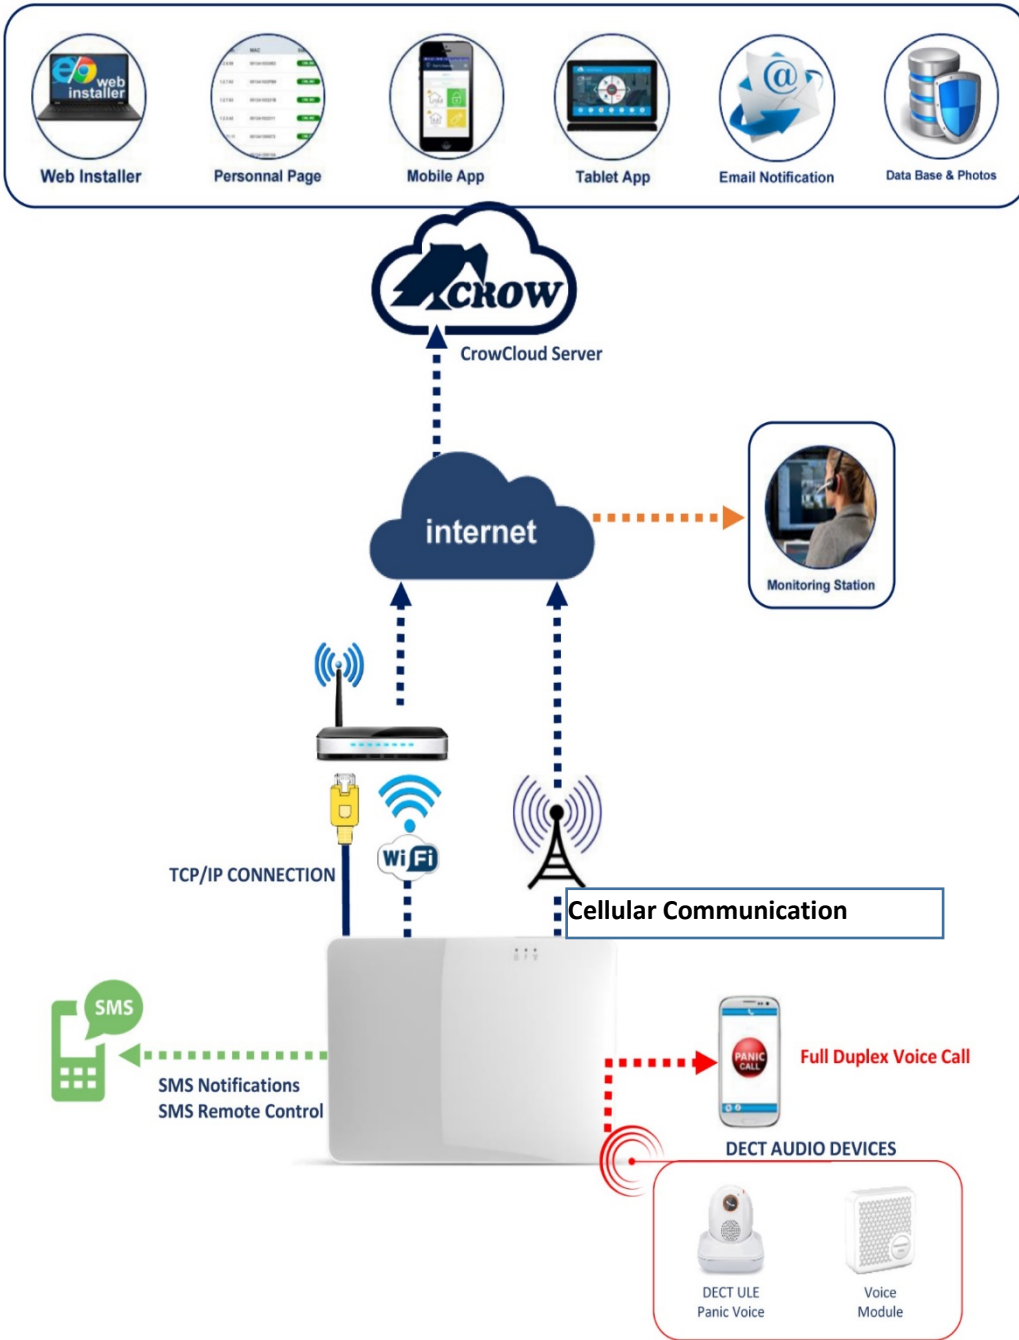 web
installer
MAC
Web Installer
Personnal Page
Mobile App
Tablet App
Email Notification
Data Base & Photos
CROW
CrowCloud Server
internet
Monitoring Station
WiFi
TCP/IP CONNECTION
Cellular Communication
SMS
SMS Notifications
SMS Remote Control
PANIC
CALL
Full Duplex Voice Call
DECT AUDIO DEVICES
DECT ULE
Panic Voice
Voice
Module